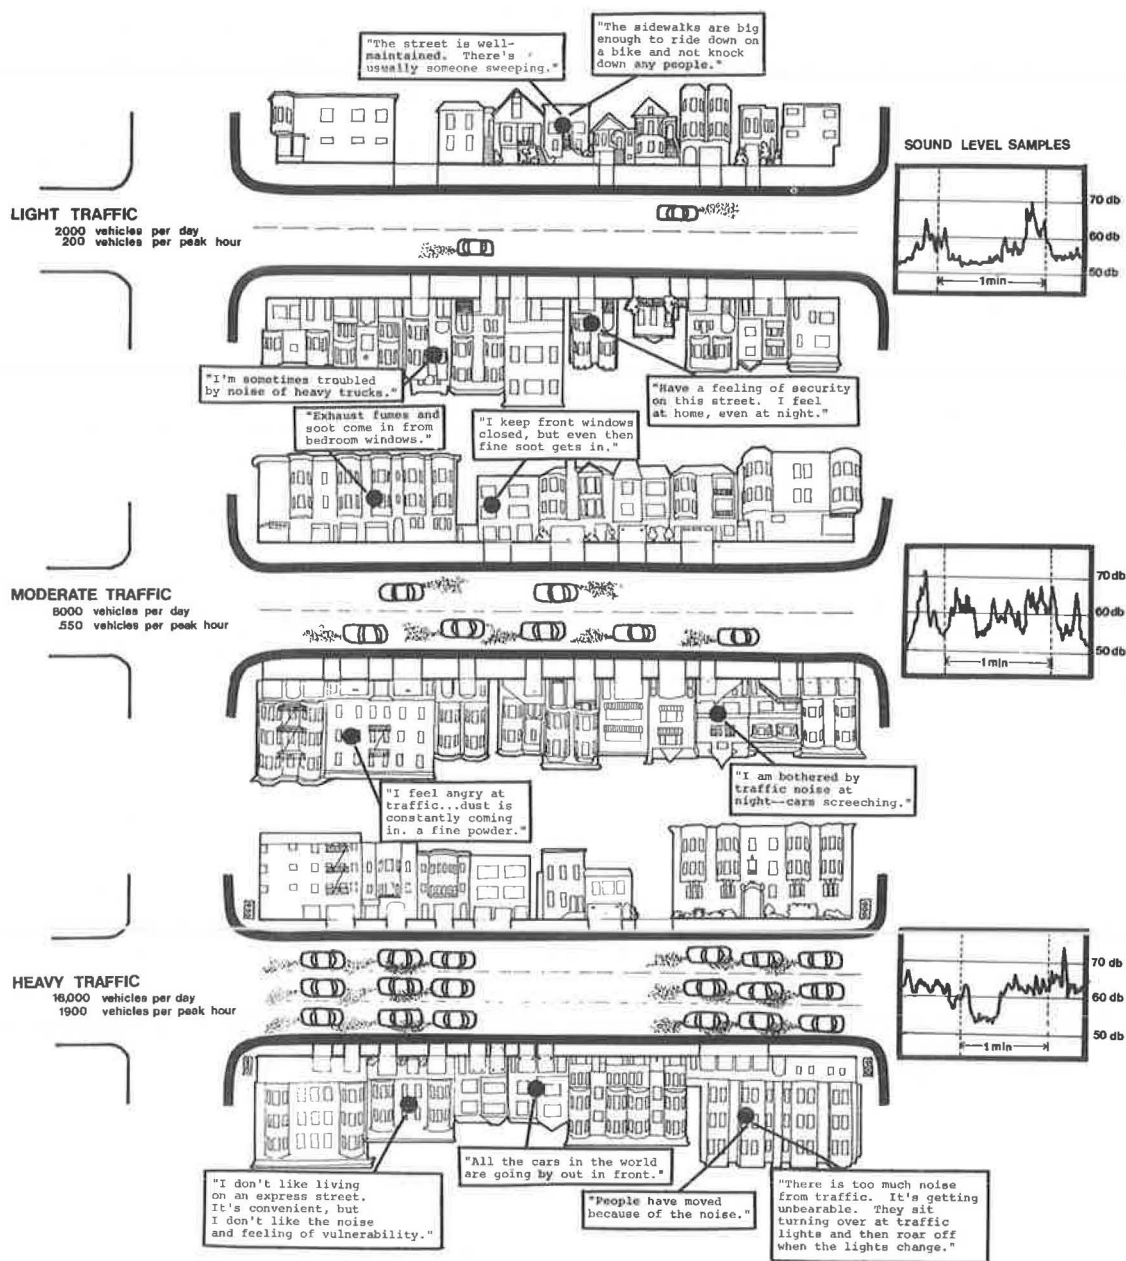 "The street is well-
maintained. There's
usually someone sweeping."
"The sidewalks are big
enough to ride down on
a bike and not knock
down any people."
SOUND LEVEL SAMPLES
70 db
60 db
50 db
1min
LIGHT TRAFFIC
2000 vehicles per day
200 vehicles per peak hour
"I'm sometimes troubled
by noise of heavy trucks."
"Have a feeling of security
on this street. I feel
at home, even at night."
"Exhaust fumes and
soot come in from
bedroom windows."
"I keep front windows
closed, but even then
fine soot gets in."
MODERATE TRAFFIC
8000 vehicles per day
550 vehicles per peak hour
70db
60db
50db
1min
"I feel angry at
traffic...dust is
constantly coming
in. a fine powder."
"I am bothered by
traffic noise at
night--cars screeching."
HEAVY TRAFFIC
16,000 vehicles per day
1900 vehicles per peak hour
70 db
60 db
50 db
1min
"I don't like living
on an express street.
It's convenient, but
I don't like the noise
and feeling of vulnerability."
"All the cars in the world
are going by out in front."
"People have moved
because of the noise."
"There is too much noise
from traffic. It's getting
unbearable. They sit
turning over at traffic
lights and then roar off
when the lights change."